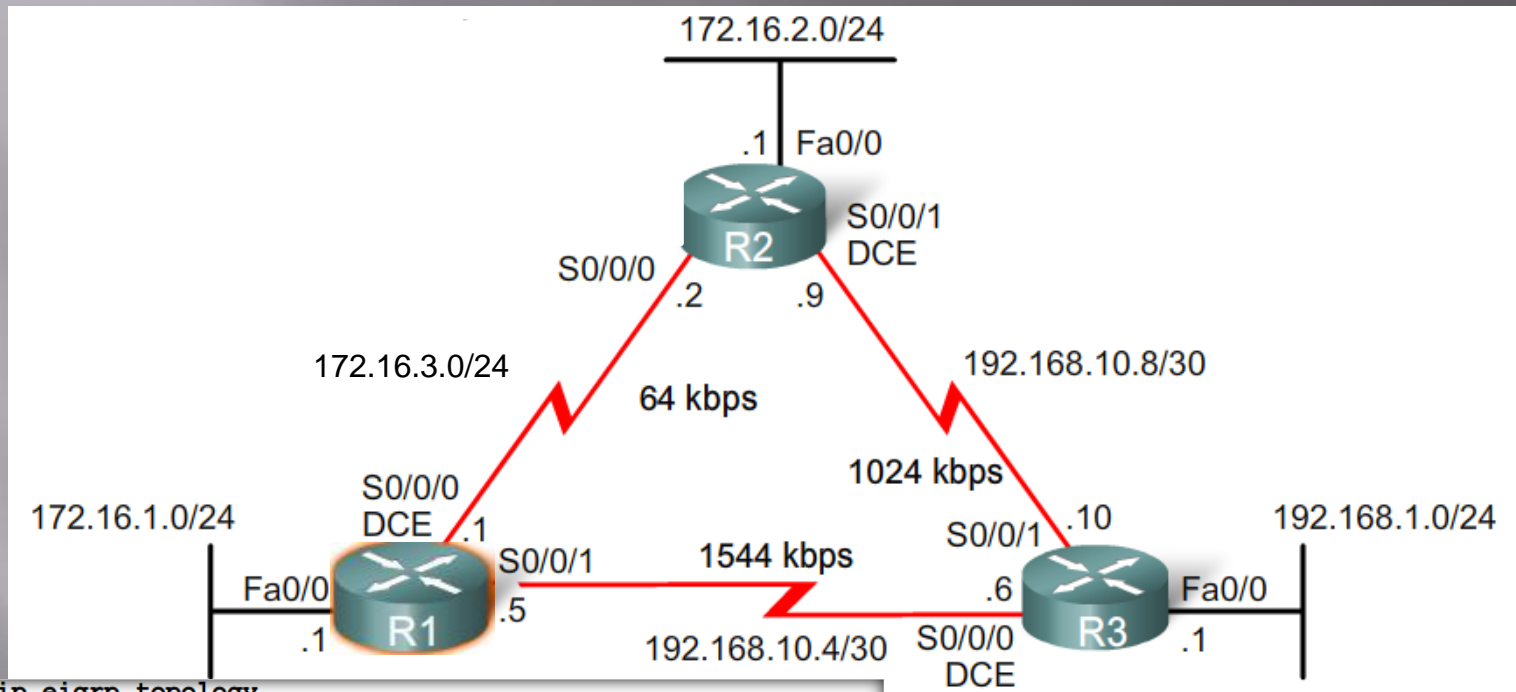 172.16.2.0/24
.1 Fa0/0
S0/0/1
DCE
R2
S0/0/0
.2 .9
172.16.3.0/24
192.168.10.8/30
64 kbps
1024 kbps
S0/0/0
DCE
.1
172.16.1.0/24
.10
192.168.1.0/24
S0/0/1
S0/0/1
1544 kbps
Fa0/0
.6
Fa0/0
.5
R1
R3
.1
192.168.10.4/30
S0/0/0
DCE
.1
ip eigrp topology